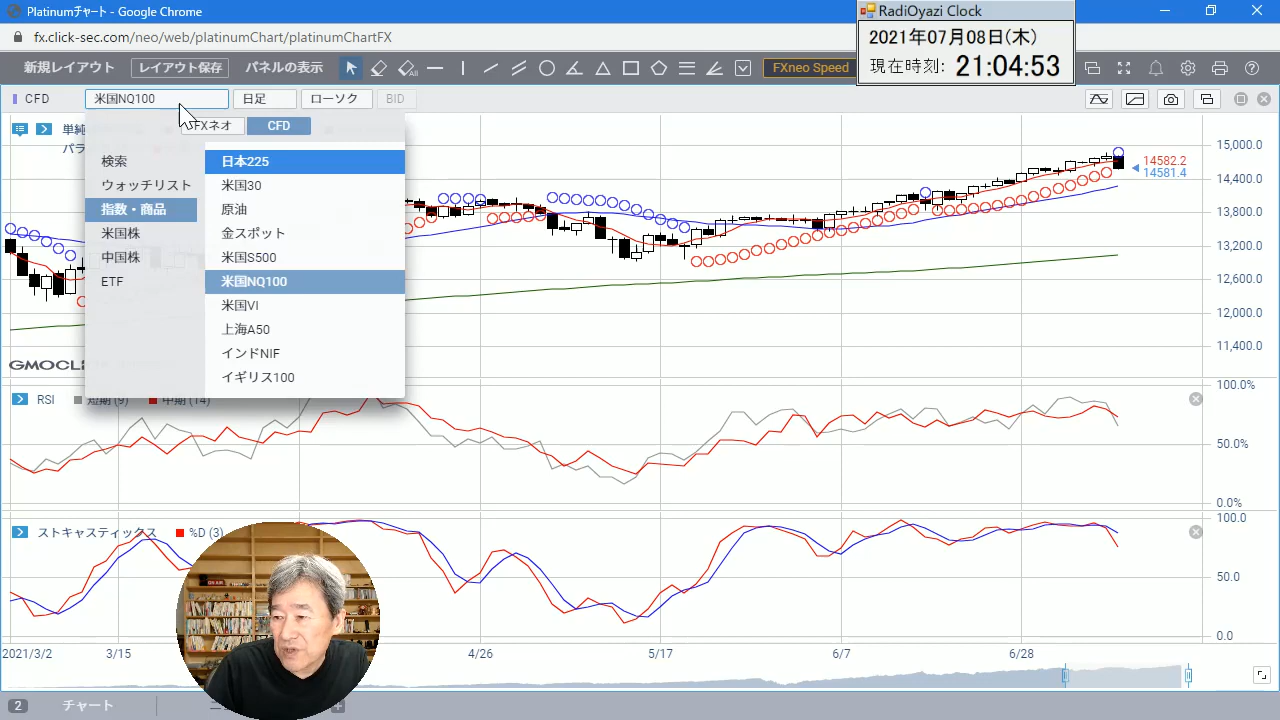 Platinumチャート - Google Chrome
RadiOyazi Clock
2021年07月08日(木)
現在時刻: 21:04:53
fx.click-sec.com/neo/web/platinumChart/platinumChartFX
新規レイアウト レイアウト保存 パネルの表示 FXneo Speed
CFD 米国NQ100 日足 ローソク BID
FXネオ CFD
単純
パラ
検索
ウォッチリスト
指数・商品
米国株
中国株
ETF
日本225
米国30
原油
金スポット
米国S500
米国NQ100
米国VI
上海A50
インドNIF
イギリス100
15,000.0
14582.2
14581.4
14,400.0
13,800.0
13,200.0
12,600.0
12,000.0
11,400.0
GMOCL
RSI 短期 (9) 中期 (14)
100.0%
50.0%
0.0%
ストキャスティックス %D (3)
100.0
50.0
0.0
2021/3/2 3/15 4/26 5/17 6/7 6/28
2 チャート